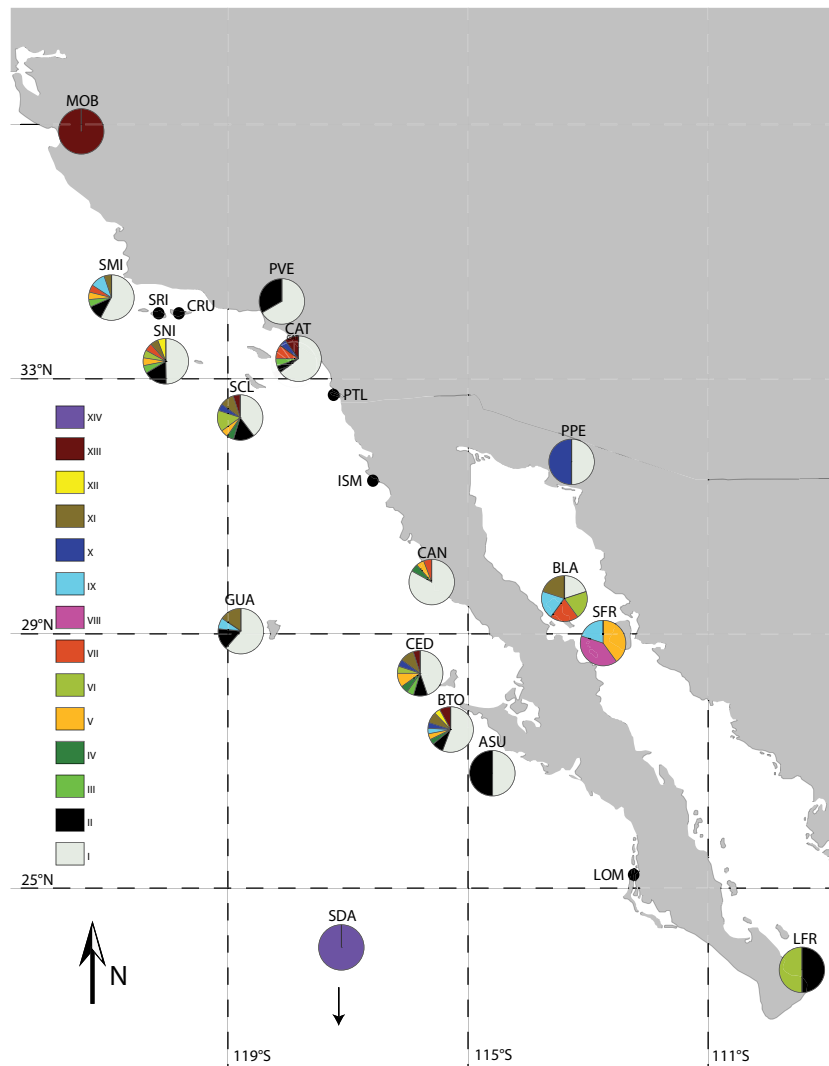 MOB
SMI
PVE
SRI
CRU
SNI
CAT
33°N
SCL
PTL
XIV
XIII
PPE
XII
ISM
XI
X
CAN
IX
BLA
GUA
VIII
SFR
29°N
VII
CED
VI
BTO
V
ASU
IV
III
II
I
LOM
25°N
SDA
LFR
N
119°S
115°S
111°S